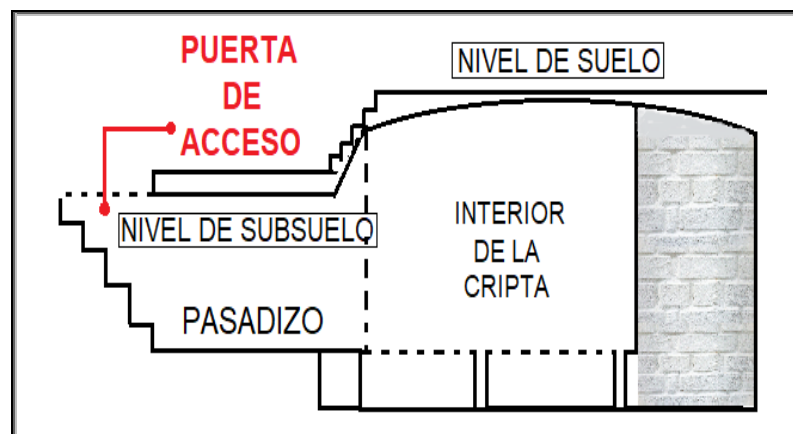 PUERTA
DE
ACCESO
NIVEL DE SUELO
NIVEL DE SUBSUELO
INTERIOR
DE LA
CRIPTA
PASADIZO